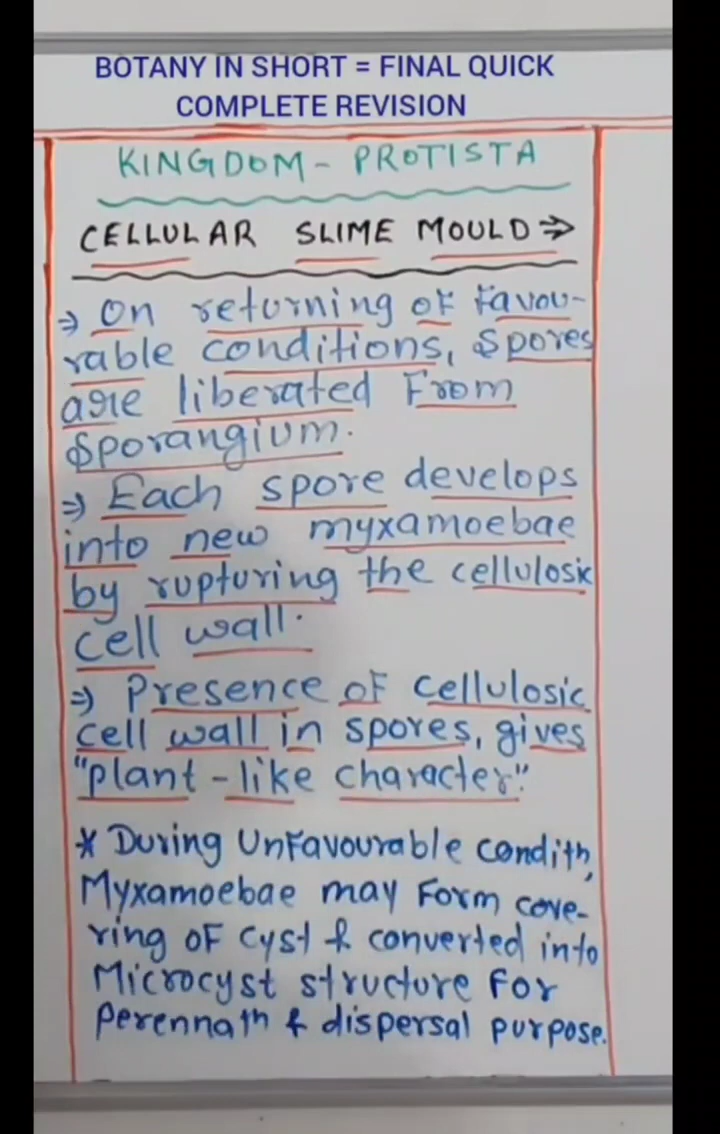 BOTANY IN SHORT = FINAL QUICK
COMPLETE REVISION
KINGDOM - PROTISTA
CELLULAR SLIME MOULD ⇒
⇒ On returning of favou-
rable conditions, spores
are liberated from
sporangium.
⇒ Each spore develops
into new myxamoebae
by rupturing the cellulosic
cell wall.
⇒ Presence of cellulosic
cell wall in spores, gives
"plant-like character".
* During Unfavourable condithn,
Myxamoebae may form cove-
ring of cyst & converted into
Microcyst structure for
perennathn & dispersal purpose.